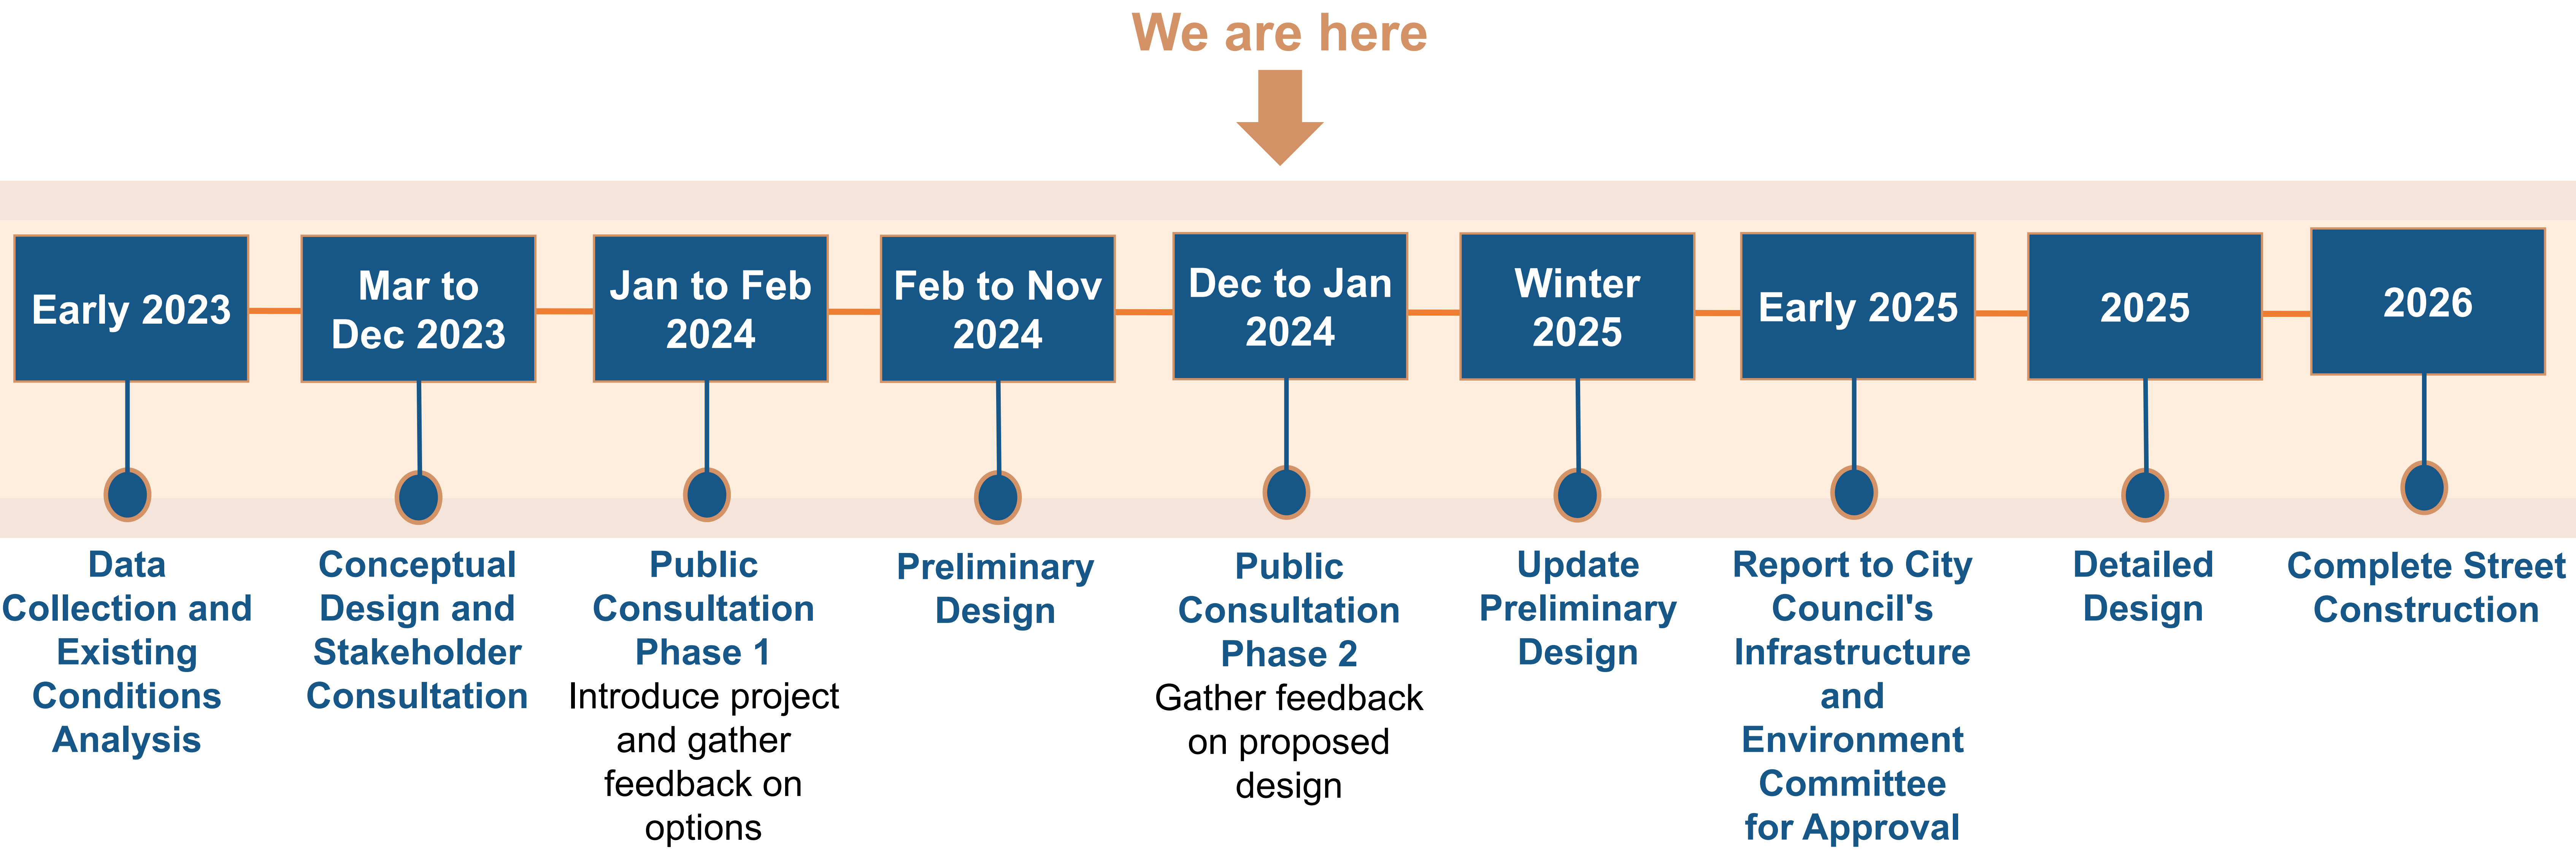 We are here
Early 2023
Mar to
Dec 2023
Jan to Feb
2024
Feb to Nov
2024
Dec to Jan
2024
Winter
2025
Early 2025
2025
2026
Data
Collection and
Existing
Conditions
Analysis
Conceptual
Design and
Stakeholder
Consultation
Public
Consultation
Phase 1
Introduce project
and gather
feedback on
options
Preliminary
Design
Public
Consultation
Phase 2
Gather feedback
on proposed
design
Update
Preliminary
Design
Report to City
Council's
Infrastructure
and
Environment
Committee
for Approval
Detailed
Design
Complete Street
Construction